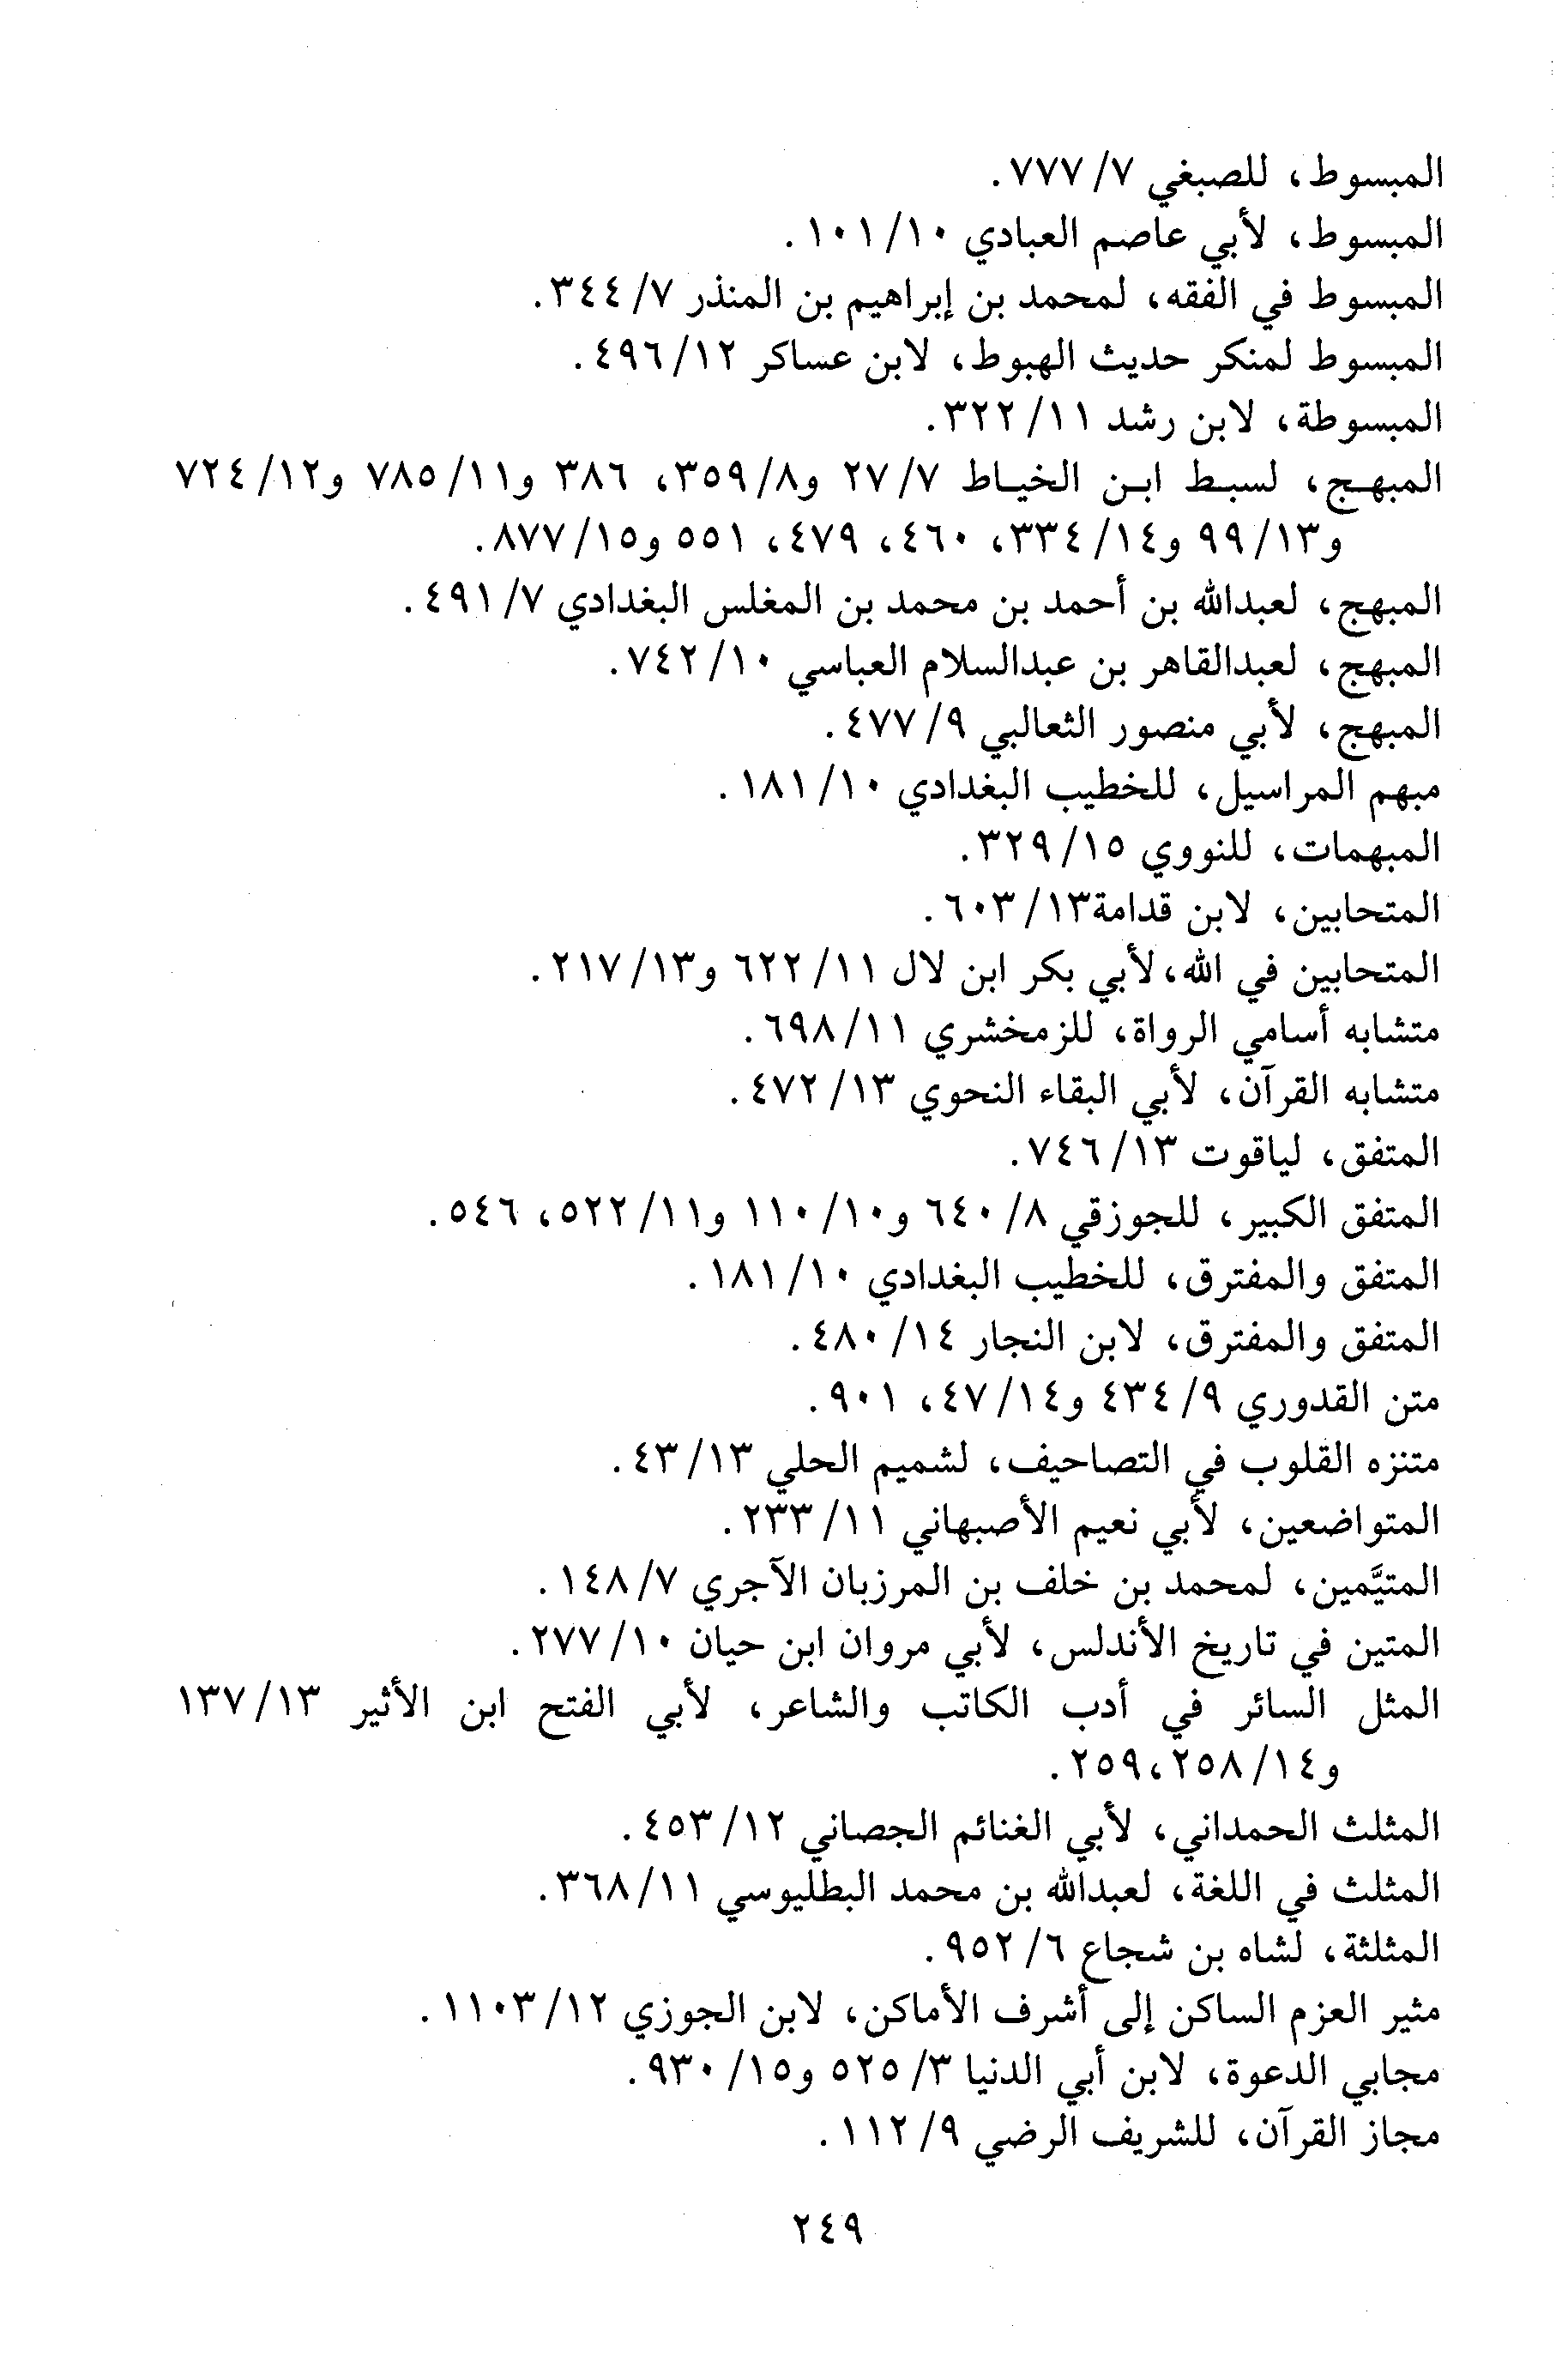 المبسوط، للصبغي ٧/ ٧٧٧.
المبسوط، لأبي عاصم العبادي ١٠/ ١٠١.
المبسوط في الفقه، لمحمد بن إبراهيم بن المنذر ٧/ ٣٤٤.
المبسوط لمنكر حديث الهبوط، لابن عساكر ١٢/ ٤٩٦.
المبسوطة، لابن رشد ١١/ ٣٢٢.
المبهج، لسبط ابن الخياط ٧/ ٢٧ و٨/ ٣٥٩، ٣٨٦ و١١/ ٧٨٥ و١٢/ ٧٢٤
و١٣/ ٩٩ و١٤/ ٣٣٤، ٤٦٠، ٤٧٩، ٥٥١ و١٥/ ٨٧٧.
المبهج، لعبدالله بن أحمد بن محمد بن المغلس البغدادي ٧/ ٤٩١.
المبهج، لعبدالقاهر بن عبدالسلام العباسي ١٠/ ٧٤٢.
المبهج، لأبي منصور الثعالبي ٩/ ٤٧٧.
مبهم المراسيل، للخطيب البغدادي ١٠/ ١٨١.
المبهمات، للنووي ١٥/ ٣٢٩.
المتحابين، لابن قدامة١٣/ ٦٠٣.
المتحابين في الله،لأبي بكر ابن لال ١١/ ٦٢٢ و١٣/ ٢١٧.
متشابه أسامي الرواة، للزمخشري ١١/ ٦٩٨.
متشابه القرآن، لأبي البقاء النحوي ١٣/ ٤٧٢.
المتفق، لياقوت ١٣/ ٧٤٦.
المتفق الكبير، للجوزقي ٨/ ٦٤٠ و١٠/ ١١٠ و١١/ ٥٢٢، ٥٤٦.
المتفق والمفترق، للخطيب البغدادي ١٠/ ١٨١.
المتفق والمفترق، لابن النجار ١٤/ ٤٨٠.
متن القدوري ٩/ ٤٣٤ و١٤/ ٤٧، ٩٠١.
متنزه القلوب في التصاحيف، لشميم الحلي ١٣/ ٤٣.
المتواضعين، لأبي نعيم الأصبهاني ١١/ ٢٣٣.
المتيَّمين، لمحمد بن خلف بن المرزبان الآجري ٧/ ١٤٨.
المتين في تاريخ الأندلس، لأبي مروان ابن حيان ١٠/ ٢٧٧.
المثل السائر في أدب الكاتب والشاعر، لأبي الفتح ابن الأثير ١٣/ ١٣٧
و١٤/ ٢٥٨،٢٥٩.
المثلث الحمداني، لأبي الغنائم الجصاني ١٢/ ٤٥٣.
المثلث في اللغة، لعبدالله بن محمد البطليوسي ١١/ ٣٦٨.
المثلثة، لشاه بن شجاع ٦/ ٩٥٢.
مثير العزم الساكن إلى أشرف الأماكن، لابن الجوزي ١٢/ ١١٠٣.
مجابي الدعوة، لابن أبي الدنيا ٣/ ٥٢٥ و١٥/ ٩٣٠.
مجاز القرآن، للشريف الرضي ٩/ ١١٢.
٢٤٩